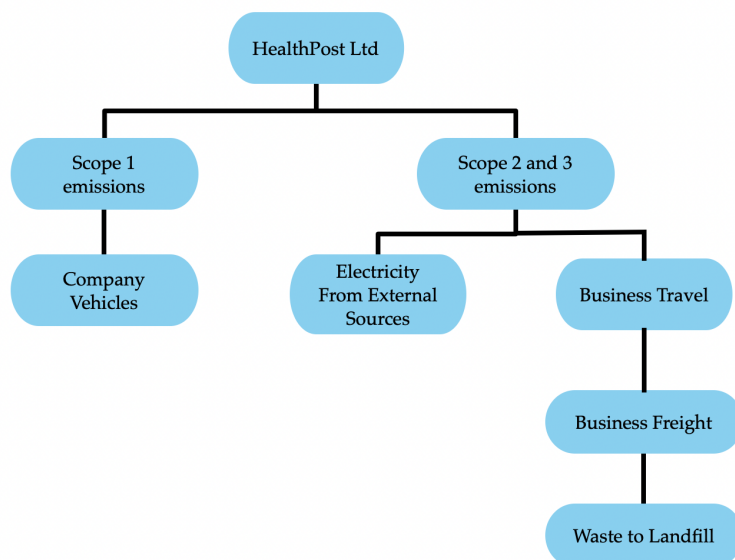 HealthPost Ltd
Scope 1
emissions
Scope 2 and 3
emissions
Company
Vehicles
Electricity
From External
Sources
Business Travel
Business Freight
Waste to Landfill